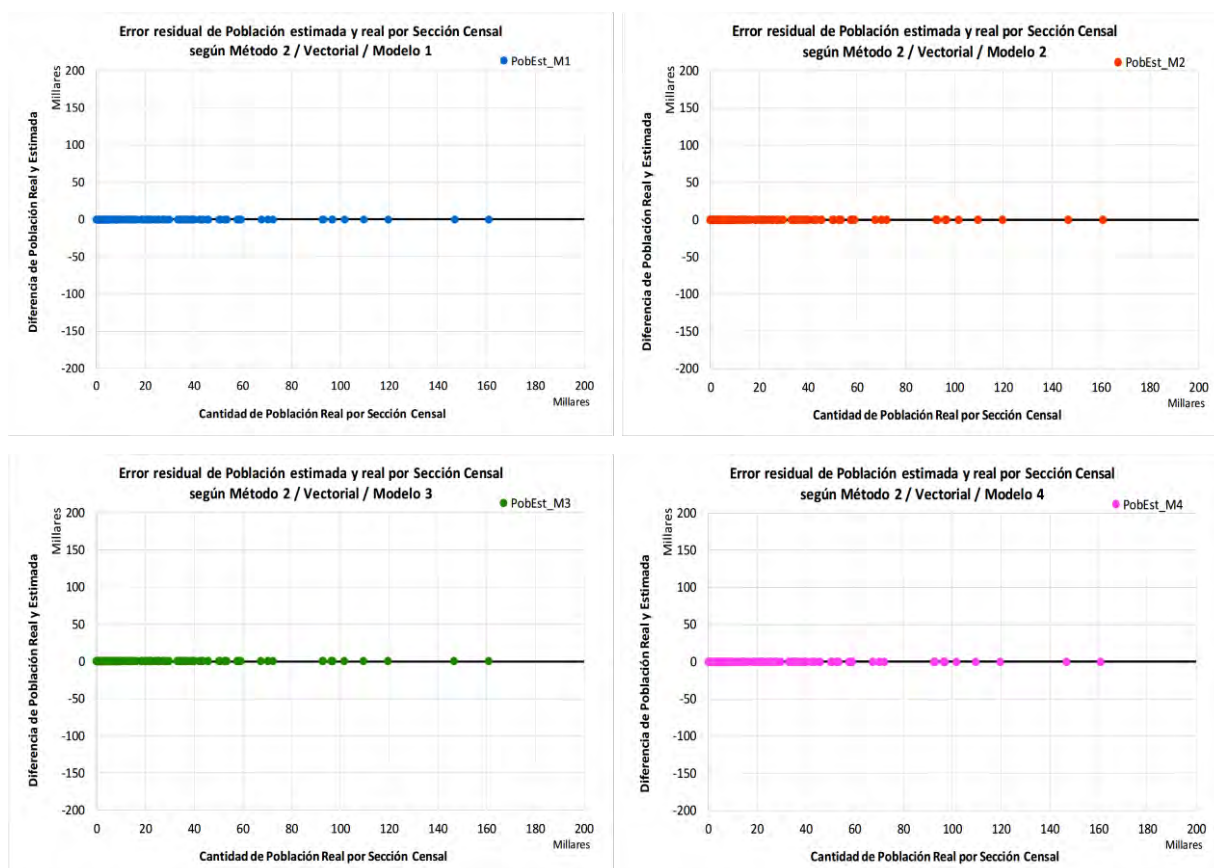 Error residual de Población estimada y real por Sección Censal
según Método 2 / Vectorial / Modelo 1
PobEst_M1
Millares
Diferencia de Población Real y Estimada
200
150
100
50
0
-50
-100
-150
-200
0 20 40 60 80 100 120 140 160 180 200
Millares
Cantidad de Población Real por Sección Censal
Error residual de Población estimada y real por Sección Censal
según Método 2 / Vectorial / Modelo 2
PobEst_M2
Millares
Diferencia de Población Real y Estimada
200
150
100
50
0
-50
-100
-150
-200
0 20 40 60 80 100 120 140 160 180 200
Millares
Cantidad de Población Real por Sección Censal
Error residual de Población estimada y real por Sección Censal
según Método 2 / Vectorial / Modelo 3
PobEst_M3
Millares
Diferencia de Población Real y Estimada
200
150
100
50
0
-50
-100
-150
-200
0 20 40 60 80 100 120 140 160 180 200
Millares
Cantidad de Población Real por Sección Censal
Error residual de Población estimada y real por Sección Censal
según Método 2 / Vectorial / Modelo 4
PobEst_M4
Millares
Diferencia de Población Real y Estimada
200
150
100
50
0
-50
-100
-150
-200
0 20 40 60 80 100 120 140 160 180 200
Millares
Cantidad de Población Real por Sección Censal